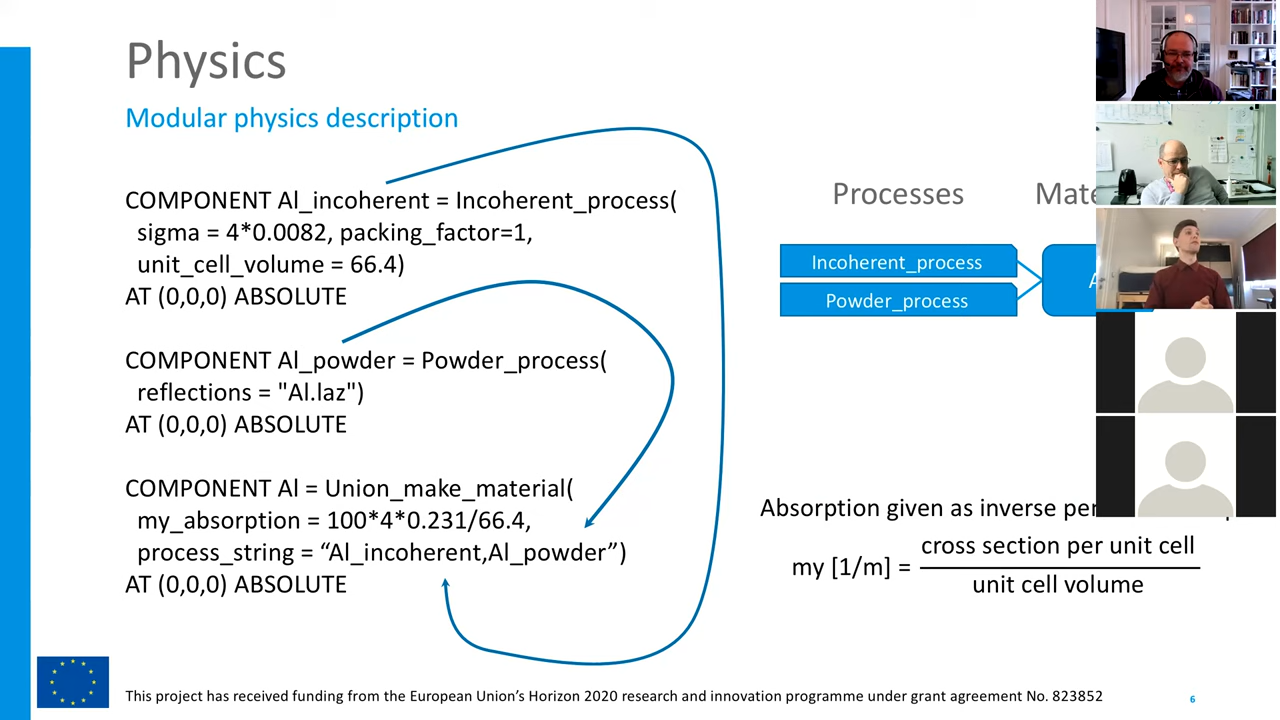 Physics
Modular physics description
COMPONENT Al_incoherent = Incoherent_process(
sigma = 4*0.0082, packing_factor=1,
unit_cell_volume = 66.4)
AT (0,0,0) ABSOLUTE
COMPONENT Al_powder = Powder_process(
reflections = "Al.laz")
AT (0,0,0) ABSOLUTE
COMPONENT Al = Union_make_material(
my_absorption = 100*4*0.231/66.4,
process_string = “Al_incoherent,Al_powder”)
AT (0,0,0) ABSOLUTE
Processes
Incoherent_process
Powder_process
Absorption given as inverse
my [1/m] =
cross section per unit cell
unit cell volume
This project has received funding from the European Union’s Horizon 2020 research and innovation programme under grant agreement No. 823852
6